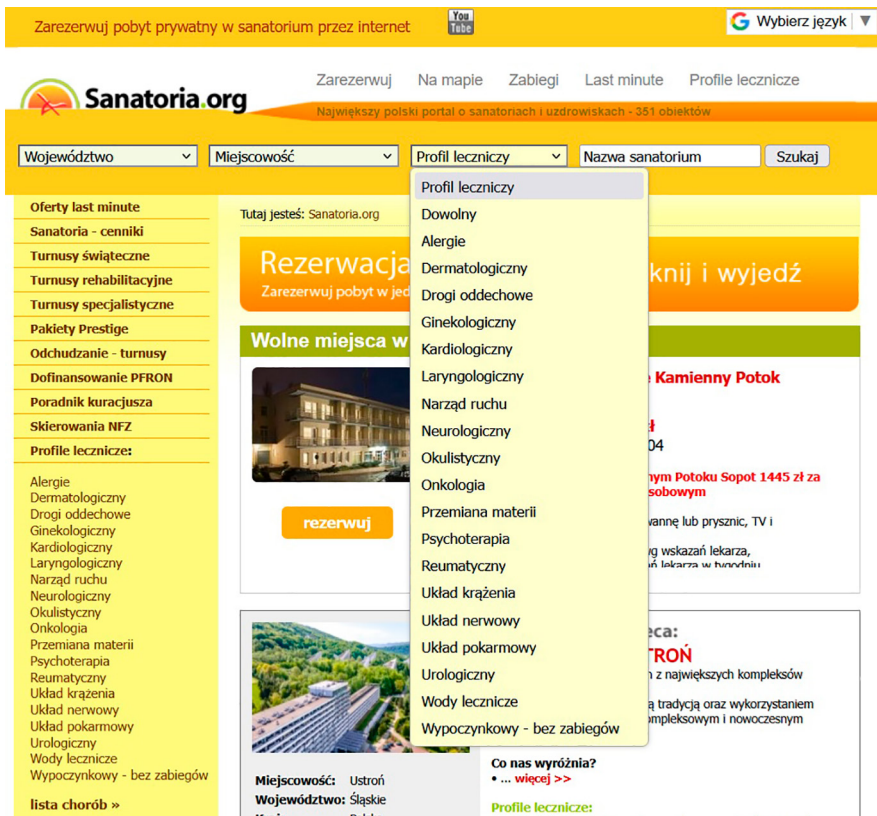 Zarezerwuj pobyt prywatny w sanatorium przez internet
You
Tube
G Wybierz język ▼
Sanatoria.org
Zarezerwuj Na mapie Zabiegi Last minute Profile lecznicze
Największy polski portal o sanatoriach i uzdrowiskach - 351 obiektów
Województwo Miejscowość Profil leczniczy Nazwa sanatorium Szukaj
Profil leczniczy
Dowolny
Alergie
Dermatologiczny
Drogi oddechowe
Ginekologiczny
Kardiologiczny
Laryngologiczny
Narząd ruchu
Neurologiczny
Okulistyczny
Onkologia
Przemiana materii
Psychoterapia
Reumatyczny
Układ krążenia
Układ nerwowy
Układ pokarmowy
Urologiczny
Wody lecznicze
Wypoczynkowy - bez zabiegów
Oferty last minute
Sanatoria - cenniki
Turnusy świąteczne
Turnusy rehabilitacyjne
Turnusy specjalistyczne
Pakiety Prestige
Odchudzanie - turnusy
Dofinansowanie PFRON
Poradnik kuracjusza
Skierowania NFZ
Profile lecznicze:
Alergie
Dermatologiczny
Drogi oddechowe
Ginekologiczny
Kardiologiczny
Laryngologiczny
Narząd ruchu
Neurologiczny
Okulistyczny
Onkologia
Przemiana materii
Psychoterapia
Reumatyczny
Układ krążenia
Układ nerwowy
Układ pokarmowy
Urologiczny
Wody lecznicze
Wypoczynkowy - bez zabiegów
lista chorób »
Tutaj jesteś: Sanatoria.org
Rezerwacja knij i wyjedź
Zarezerwuj pobyt w jed
Wolne miejsca w
Kamienny Potok
ł
04
nym Potoku Sopot 1445 zł za
sobowym
rezerwuj
wannę lub prysznic, TV i
wg wskazań lekarza,
lekarza w tygodniu
eca:
TROŃ
z największych kompleksów
ą tradycją oraz wykorzystaniem
ompleksowym i nowoczesnym
Co nas wyróżnia?
• ... więcej >>
Profile lecznicze:
Miejscowość: Ustroń
Województwo: Śląskie